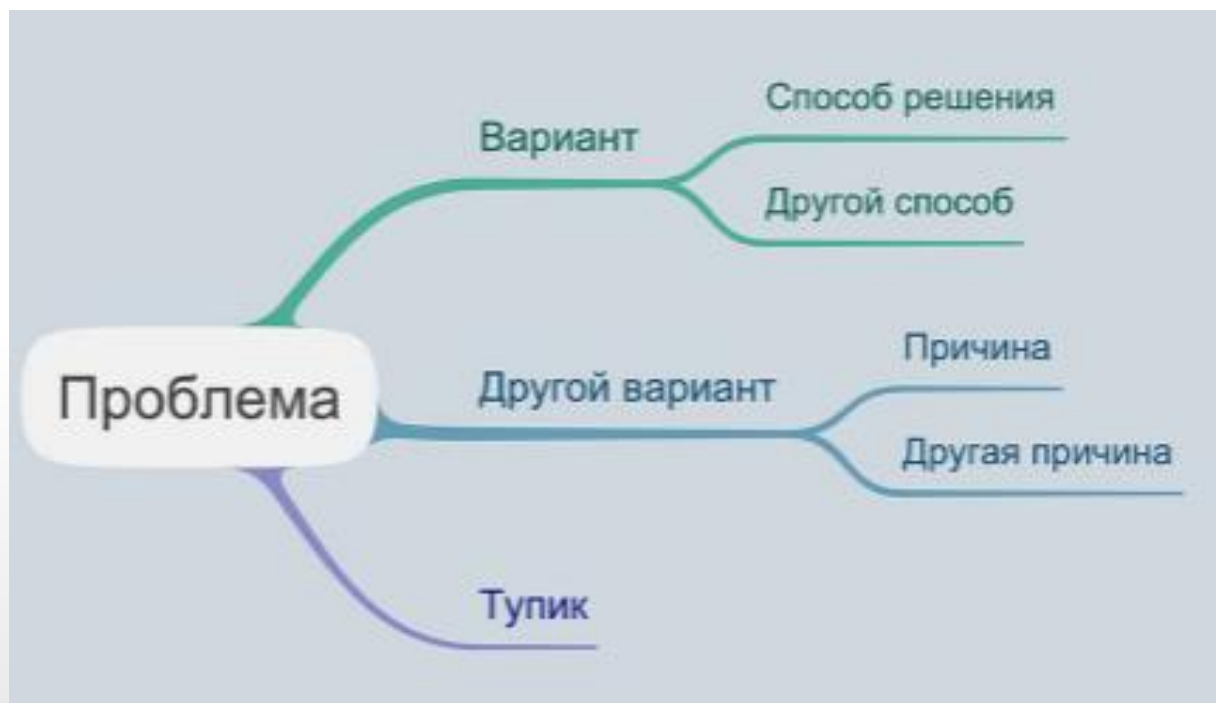 Способ решения
Вариант
Другой способ
Причина
Другой вариант
Проблема
Другая причина
Тупик